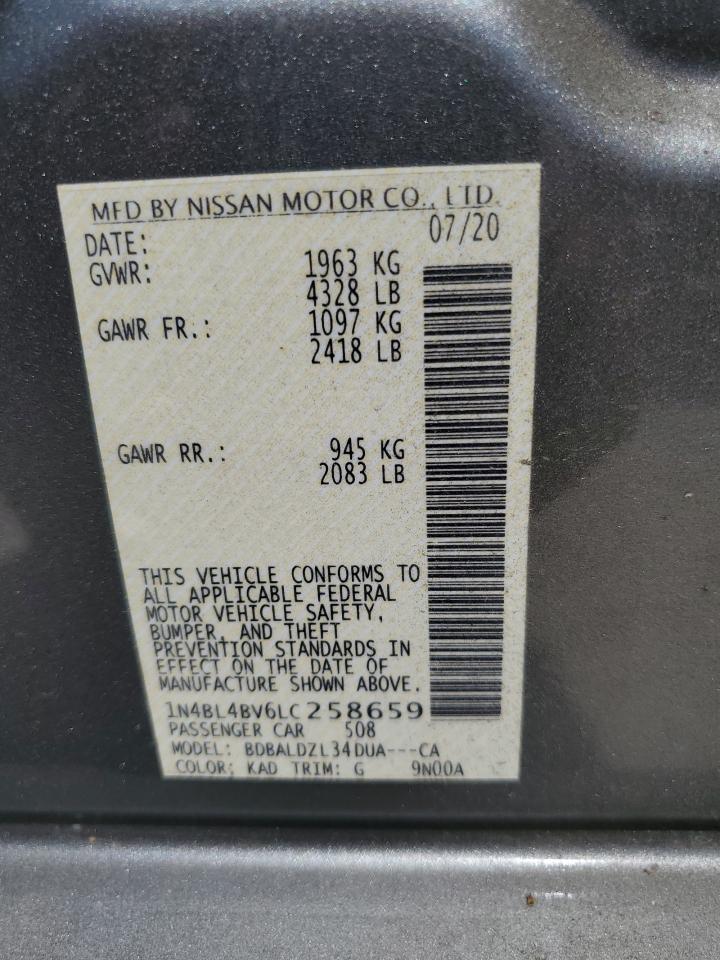 MFD BY NISSAN MOTOR CO., LTD.
DATE: 07/20
GVWR: 1963 KG
4328 LB
GAWR FR.: 1097 KG
2418 LB
GAWR RR.: 945 KG
2083 LB
THIS VEHICLE CONFORMS TO
ALL APPLICABLE FEDERAL
MOTOR VEHICLE SAFETY,
BUMPER, AND THEFT
PREVENTION STANDARDS IN
EFFECT ON THE DATE OF
MANUFACTURE SHOWN ABOVE.
1N4BL4BV6LC258659
PASSENGER CAR 508
MODEL: BDBALDZL34DUA---CA
COLOR: KAD TRIM: G 9N00A